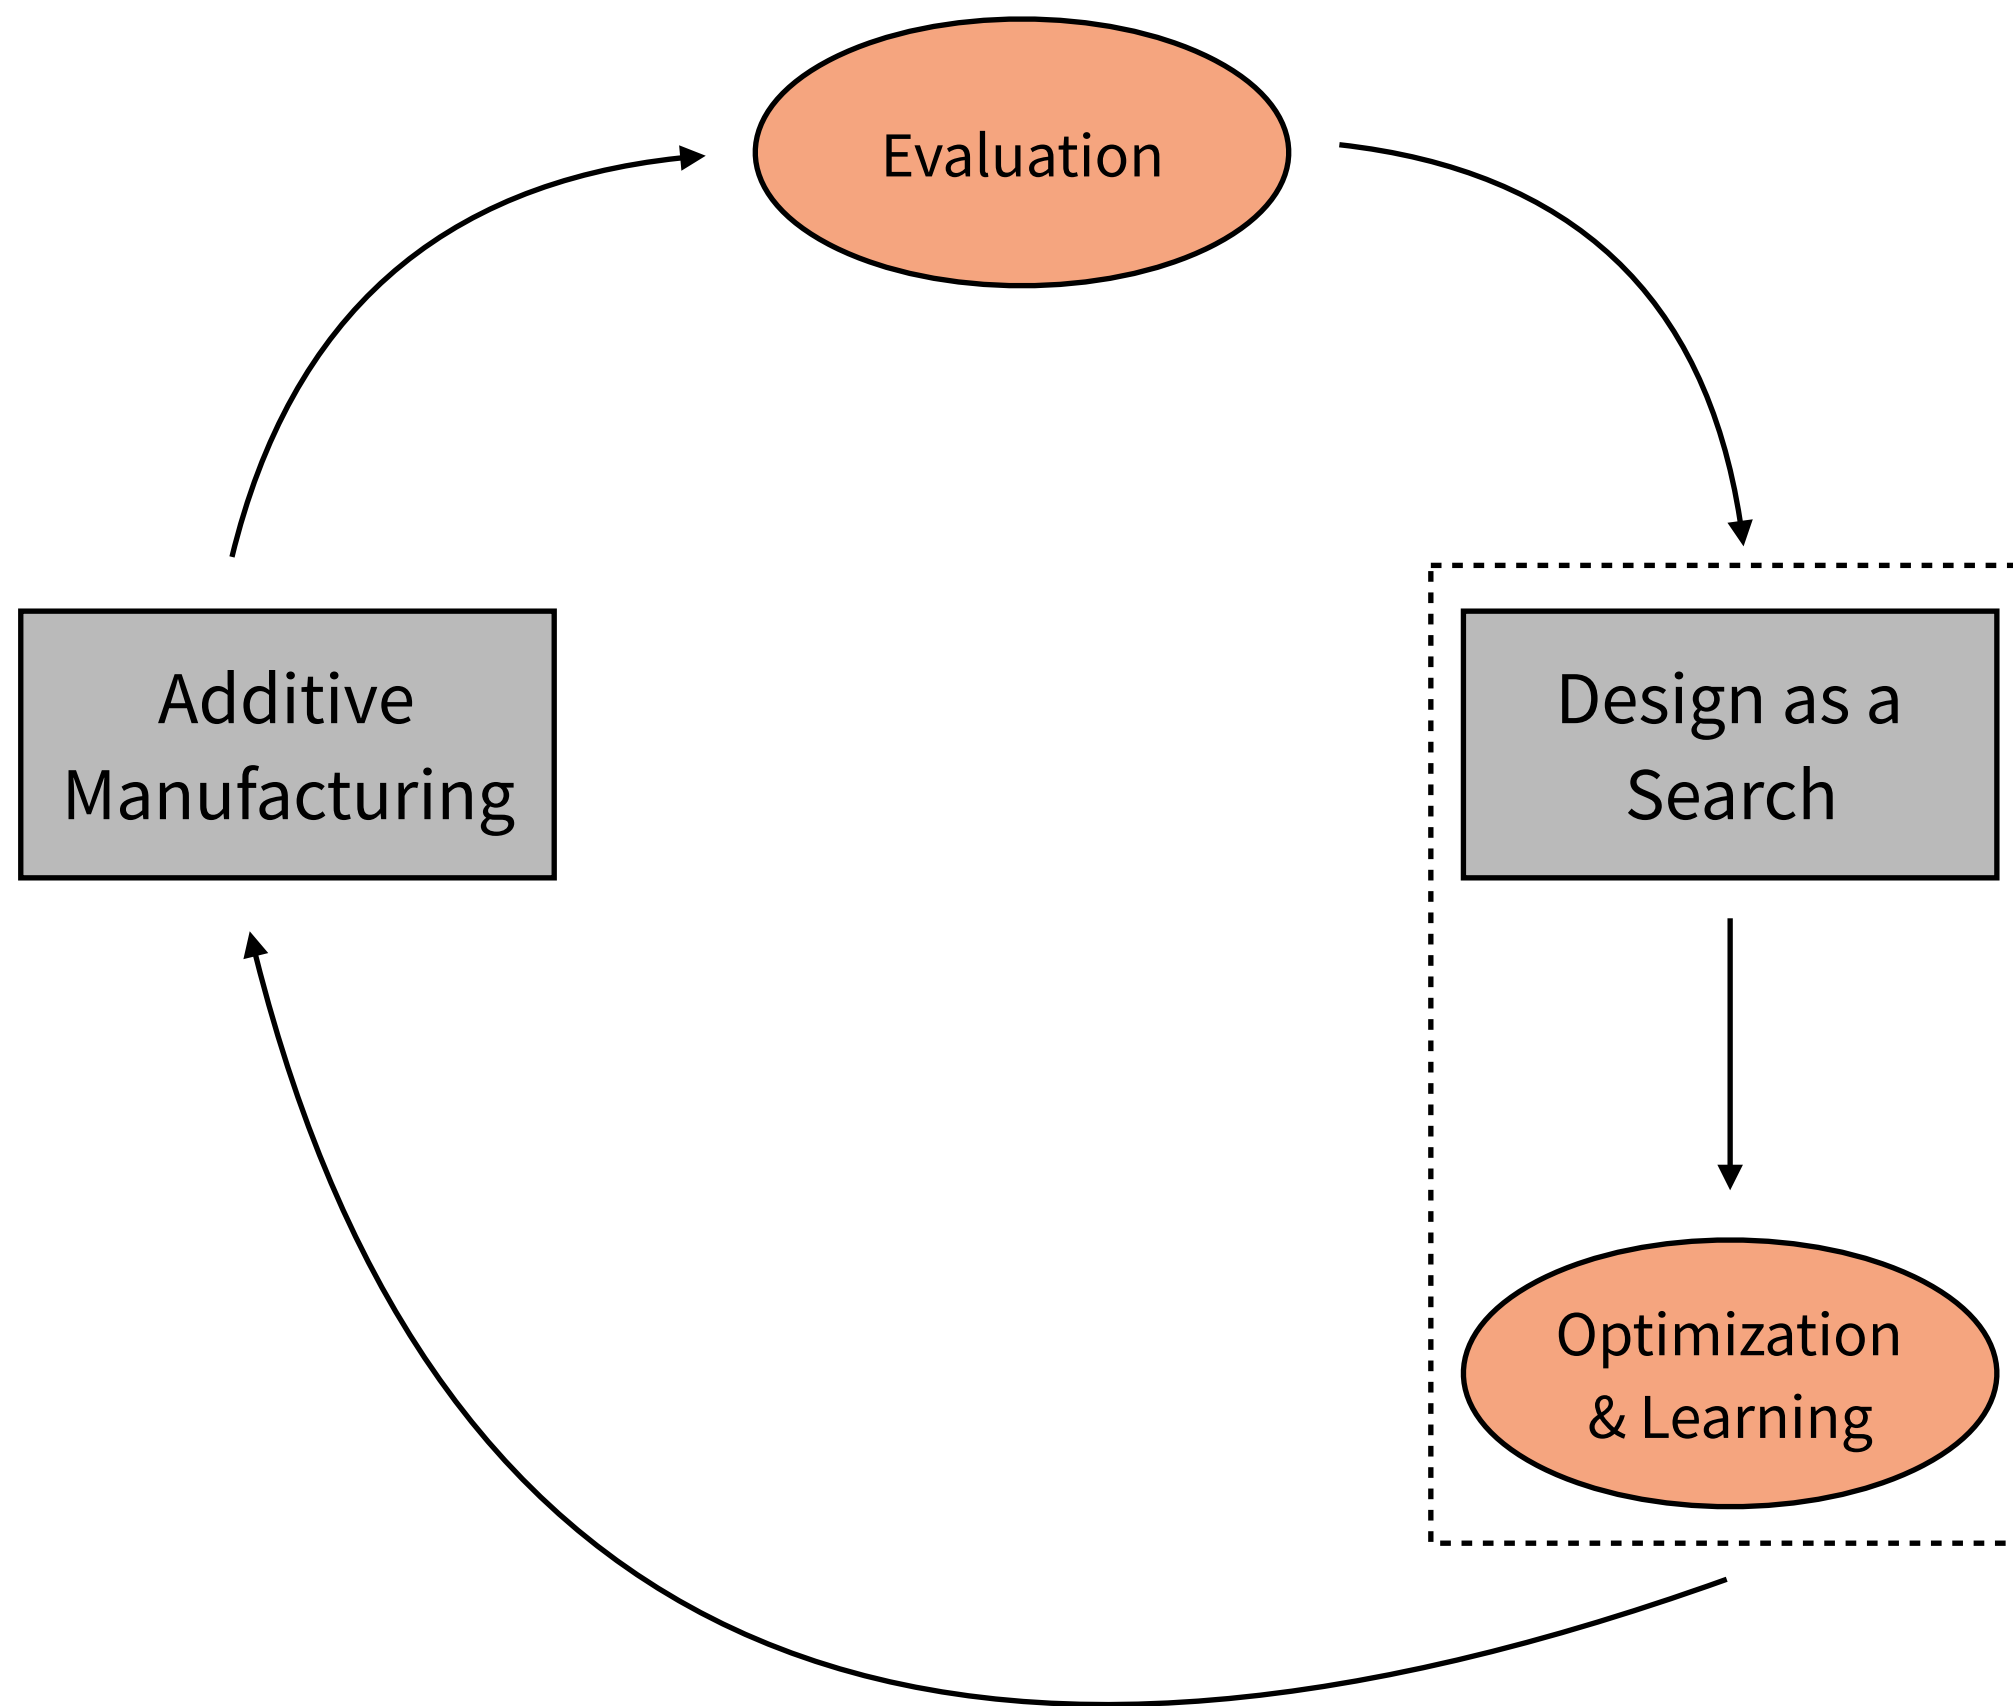 Evaluation
Additive
Manufacturing
Design as a
Search
Optimization
& Learning